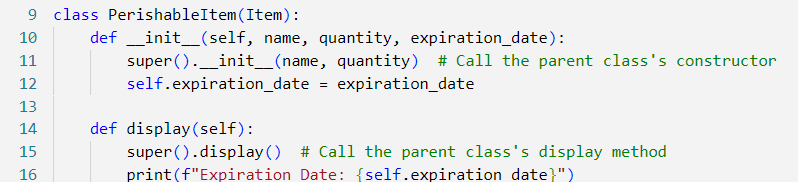 9 class PerishableItem(Item):
10     def __init__(self, name, quantity, expiration_date):
11         super().__init__(name, quantity)  # Call the parent class's constructor
12         self.expiration_date = expiration_date
13
14     def display(self):
15         super().display()  # Call the parent class's display method
16         print(f"Expiration Date: {self.expiration_date}")